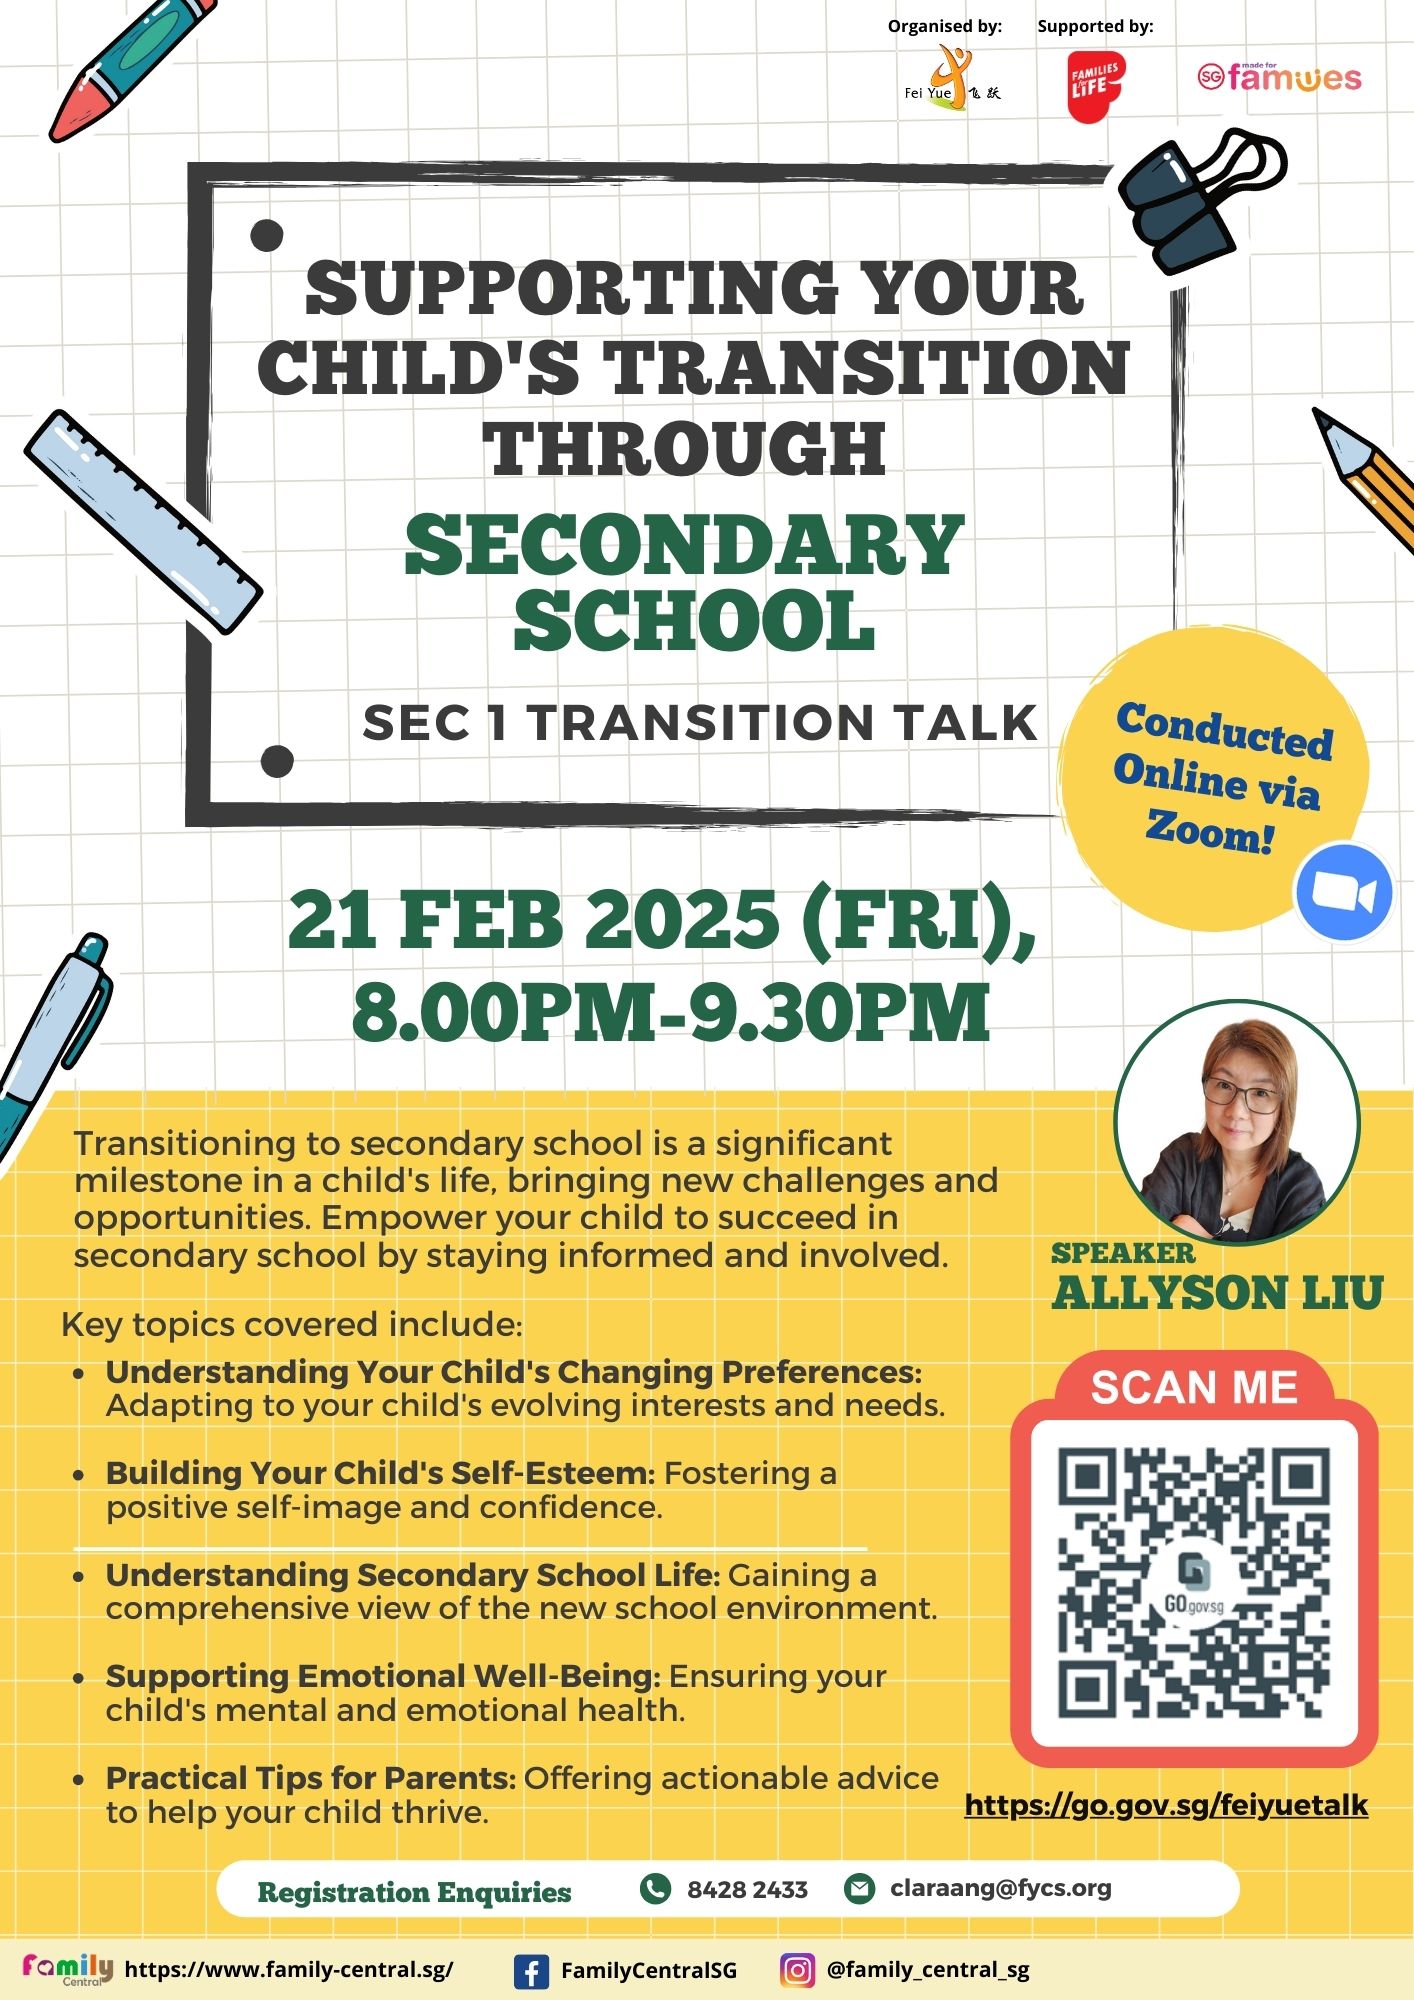 Organised by:
Supported by:
Fei Yue 飞跃
FAMILIES
for
LiFE
SG
made for
families
SUPPORTING YOUR
CHILD'S TRANSITION
THROUGH
SECONDARY
SCHOOL
SEC 1 TRANSITION TALK
Conducted
Online via
Zoom!
21 FEB 2025 (FRI),
8.00PM-9.30PM
Transitioning to secondary school is a significant
milestone in a child's life, bringing new challenges and
opportunities. Empower your child to succeed in
secondary school by staying informed and involved.
SPEAKER
ALLYSON LIU
Key topics covered include:
• Understanding Your Child's Changing Preferences:
Adapting to your child's evolving interests and needs.
• Building Your Child's Self-Esteem: Fostering a
positive self-image and confidence.
• Understanding Secondary School Life: Gaining a
comprehensive view of the new school environment.
• Supporting Emotional Well-Being: Ensuring your
child's mental and emotional health.
• Practical Tips for Parents: Offering actionable advice
to help your child thrive.
SCAN ME
GO.gov.sg
https://go.gov.sg/feiyuetalk
Registration Enquiries
8428 2433
claraang@fycs.org
family
Central
https://www.family-central.sg/
FamilyCentralSG
@family_central_sg